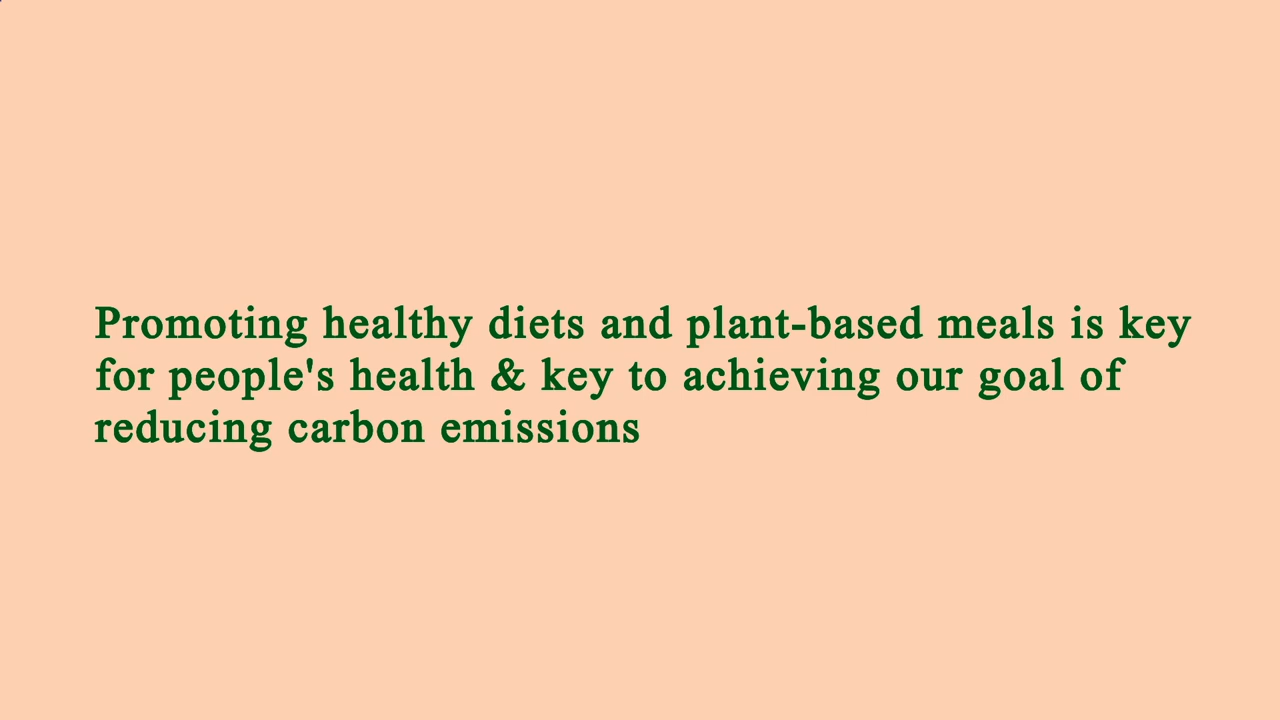 Promoting healthy diets and plant-based meals is key
for people's health & key to achieving our goal of
reducing carbon emissions